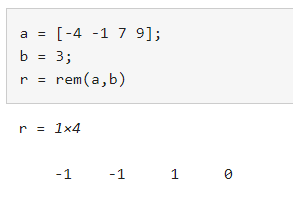 a = [-4 -1 7 9];
b = 3;
r = rem(a,b)
r = 1×4
-1 -1 1 0